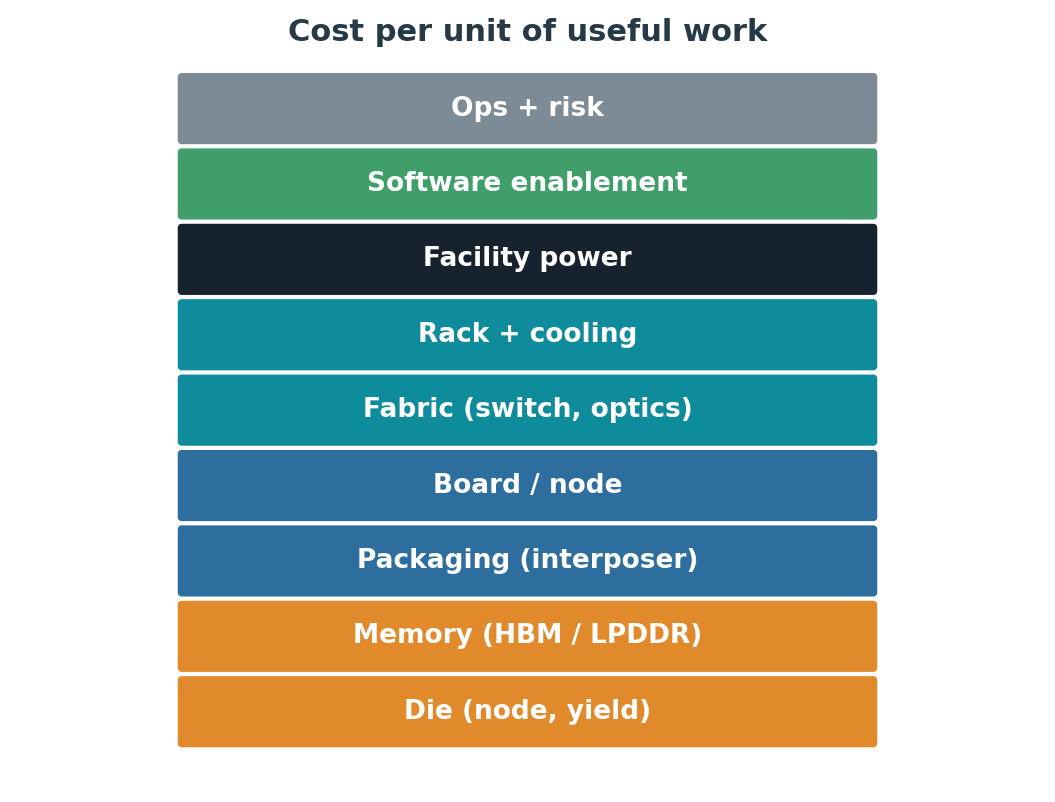 Cost per unit of useful work
Ops + risk
Software enablement
Facility power
Rack + cooling
Fabric (switch, optics)
Board / node
Packaging (interposer)
Memory (HBM / LPDDR)
Die (node, yield)